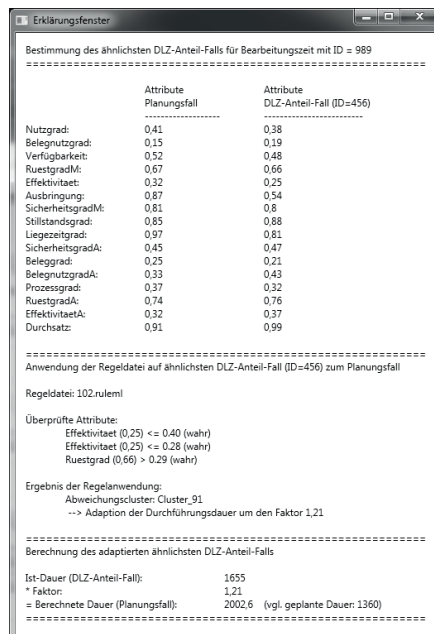 Erklärungsfenster
Bestimmung des ähnlichsten DLZ-Anteil-Falls für Bearbeitungszeit mit ID = 989
============================================================
Attribute Attribute
Planungsfall DLZ-Anteil-Fall (ID=456)
------------------- -------------------------
Nutzgrad: 0,41 0,38
Belegnutzgrad: 0,15 0,19
Verfügbarkeit: 0,52 0,48
RuestgradM: 0,67 0,66
Effektivitaet: 0,32 0,25
Ausbringung: 0,87 0,54
SicherheitsgradM: 0,81 0,8
Stillstandsgrad: 0,85 0,88
Liegezeitgrad: 0,97 0,81
SicherheitsgradA: 0,45 0,47
Beleggrad: 0,25 0,21
BelegnutzgradA: 0,33 0,43
Prozessgrad: 0,37 0,32
RuestgradA: 0,74 0,76
EffektivitaetA: 0,32 0,37
Durchsatz: 0,91 0,99
============================================================
Anwendung der Regeldatei auf ähnlichsten DLZ-Anteil-Fall (ID=456) zum Planungsfall
Regeldatei: 102.ruleml
Überprüfte Attribute:
Effektivitaet (0,25) <= 0.40 (wahr)
Effektivitaet (0,25) <= 0.28 (wahr)
Ruestgrad (0,66) > 0.29 (wahr)
Ergebnis der Regelanwendung:
Abweichungscluster: Cluster_91
--> Adaption der Durchführungsdauer um den Faktor 1,21
============================================================
Berechnung des adaptierten ähnlichsten DLZ-Anteil-Falls
Ist-Dauer (DLZ-Anteil-Fall): 1655
* Faktor: 1,21
= Berechnete Dauer (Planungsfall): 2002,6 (vgl. geplante Dauer: 1360)
============================================================